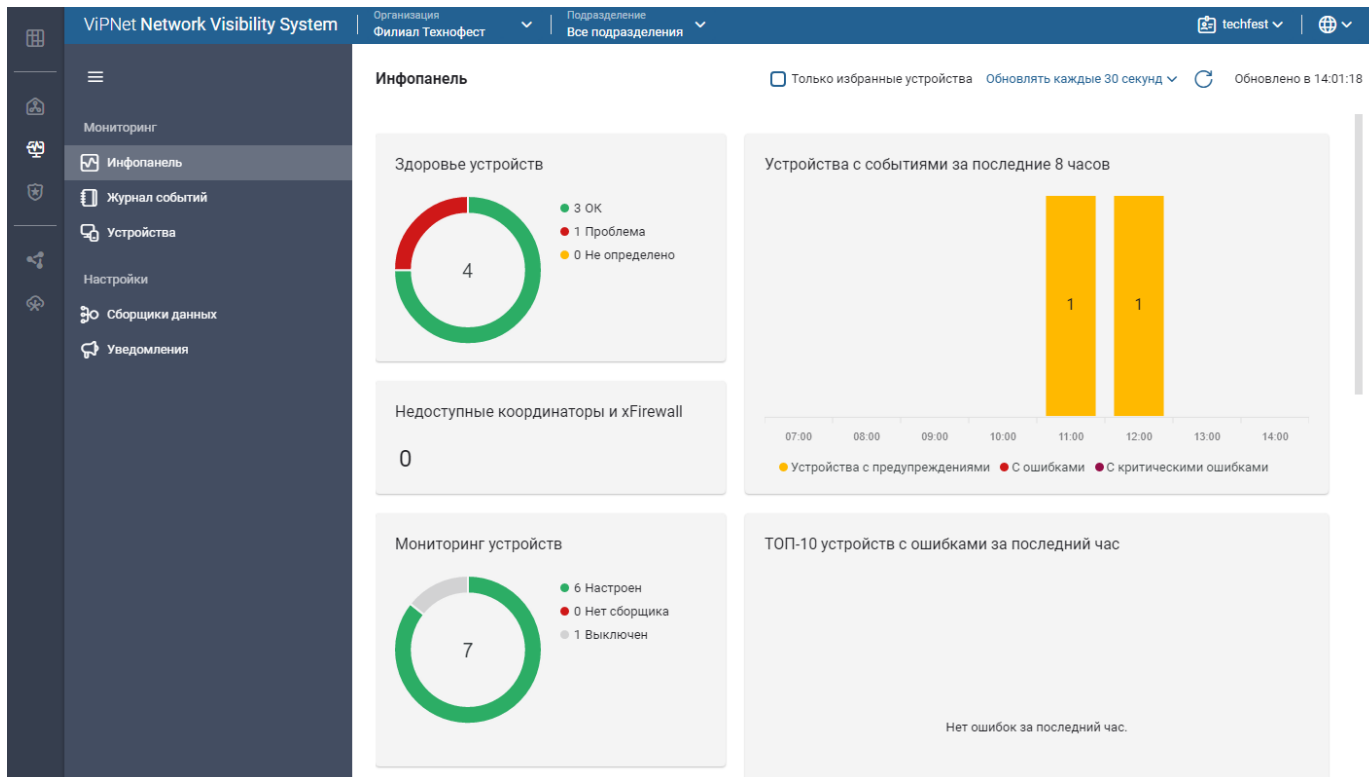 ViPNet Network Visibility System
Организация
Филиал Технофест
Подразделение
Все подразделения
techfest
Мониторинг
Инфопанель
Журнал событий
Устройства
Настройки
Сборщики данных
Уведомления
Инфопанель
Только избранные устройства
Обновлять каждые 30 секунд
Обновлено в 14:01:18
Здоровье устройств
4
3 ОК
1 Проблема
0 Не определено
Устройства с событиями за последние 8 часов
1 1
07:00 08:00 09:00 10:00 11:00 12:00 13:00 14:00
Устройства с предупреждениями С ошибками С критическими ошибками
Недоступные координаторы и xFirewall
0
Мониторинг устройств
7
6 Настроен
0 Нет сборщика
1 Выключен
ТОП-10 устройств с ошибками за последний час
Нет ошибок за последний час.